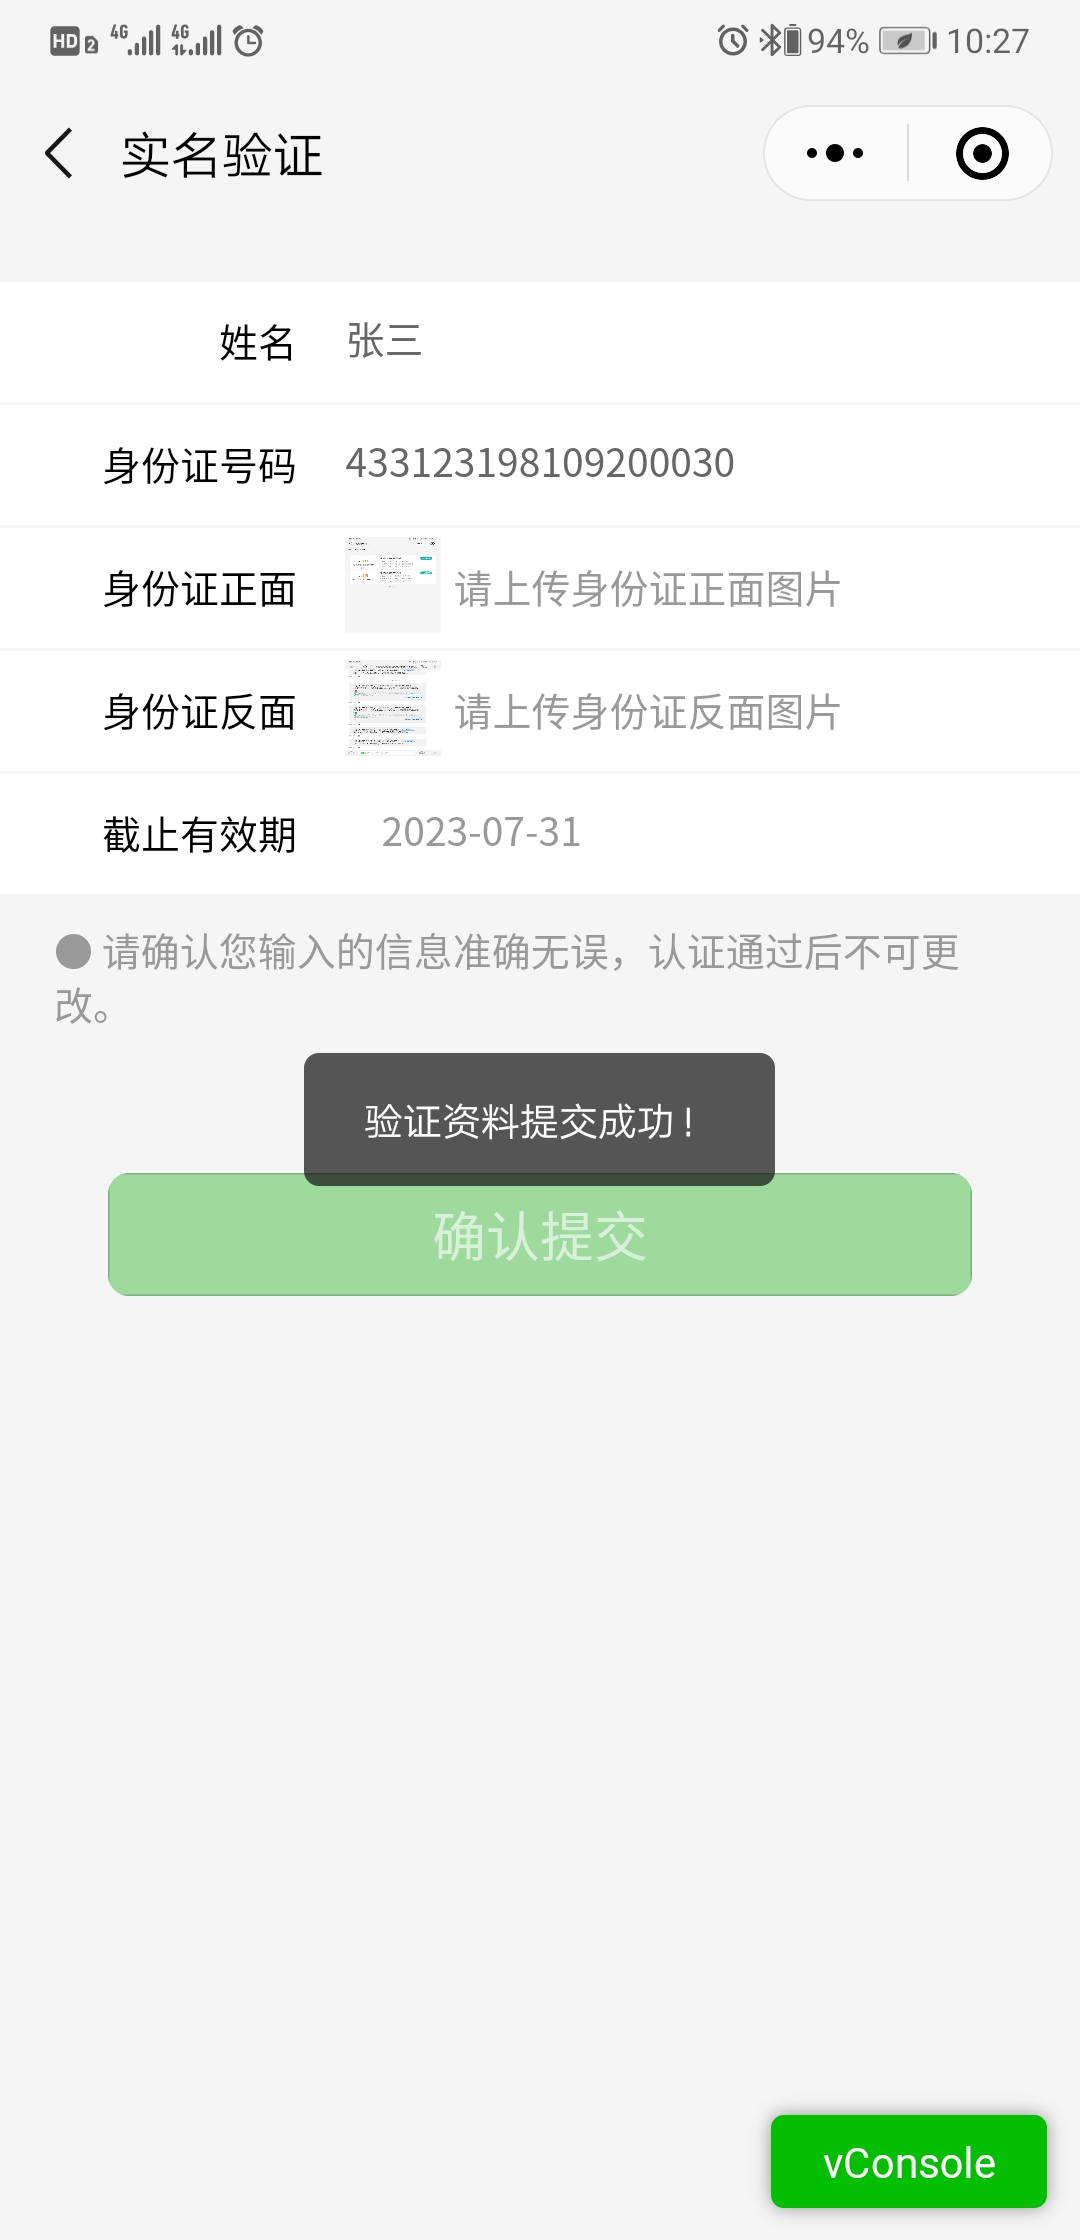 HD 2 4G 4G 94% 10:27
实名验证
姓名 张三
身份证号码 433123198109200030
身份证正面 请上传身份证正面图片
身份证反面 请上传身份证反面图片
截止有效期 2023-07-31
● 请确认您输入的信息准确无误，认证通过后不可更
改。
验证资料提交成功！
确认提交
vConsole